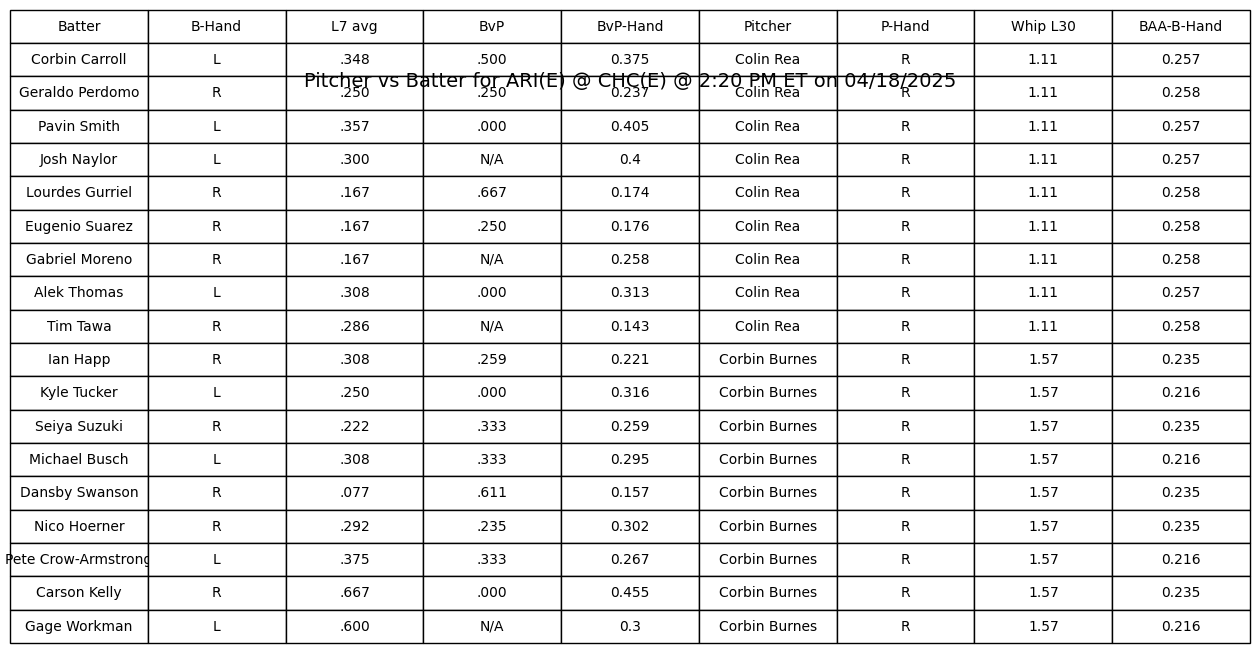 Batter B-Hand L7 avg BvP BvP-Hand Pitcher P-Hand Whip L30 BAA-B-Hand
Corbin Carroll L .348 .500 0.375 Colin Rea R 1.11 0.257
Pitcher vs Batter for ARI(E) @ CHC(E) @ 2:20 PM ET on 04/18/2025
Geraldo Perdomo R .250 .250 0.237 Colin Rea R 1.11 0.258
Pavin Smith L .357 .000 0.405 Colin Rea R 1.11 0.257
Josh Naylor L .300 N/A 0.4 Colin Rea R 1.11 0.257
Lourdes Gurriel R .167 .667 0.174 Colin Rea R 1.11 0.258
Eugenio Suarez R .167 .250 0.176 Colin Rea R 1.11 0.258
Gabriel Moreno R .167 N/A 0.258 Colin Rea R 1.11 0.258
Alek Thomas L .308 .000 0.313 Colin Rea R 1.11 0.257
Tim Tawa R .286 N/A 0.143 Colin Rea R 1.11 0.258
Ian Happ R .308 .259 0.221 Corbin Burnes R 1.57 0.235
Kyle Tucker L .250 .000 0.316 Corbin Burnes R 1.57 0.216
Seiya Suzuki R .222 .333 0.259 Corbin Burnes R 1.57 0.235
Michael Busch L .308 .333 0.295 Corbin Burnes R 1.57 0.216
Dansby Swanson R .077 .611 0.157 Corbin Burnes R 1.57 0.235
Nico Hoerner R .292 .235 0.302 Corbin Burnes R 1.57 0.235
Pete Crow-Armstrong L .375 .333 0.267 Corbin Burnes R 1.57 0.216
Carson Kelly R .667 .000 0.455 Corbin Burnes R 1.57 0.235
Gage Workman L .600 N/A 0.3 Corbin Burnes R 1.57 0.216